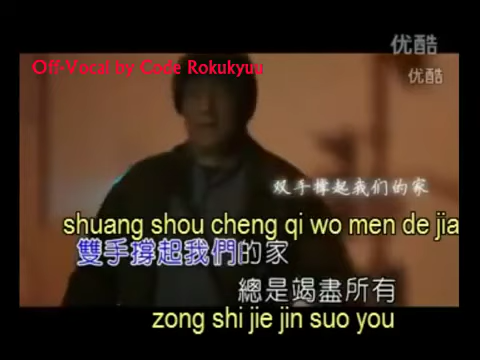 优酷
Off-Vocal by Code Rokukyuu
优酷
双手撑起我们的家
shuang shou cheng qi wo men de jia
雙手撐起我們的家
總是竭盡所有
zong shi jie jin suo you